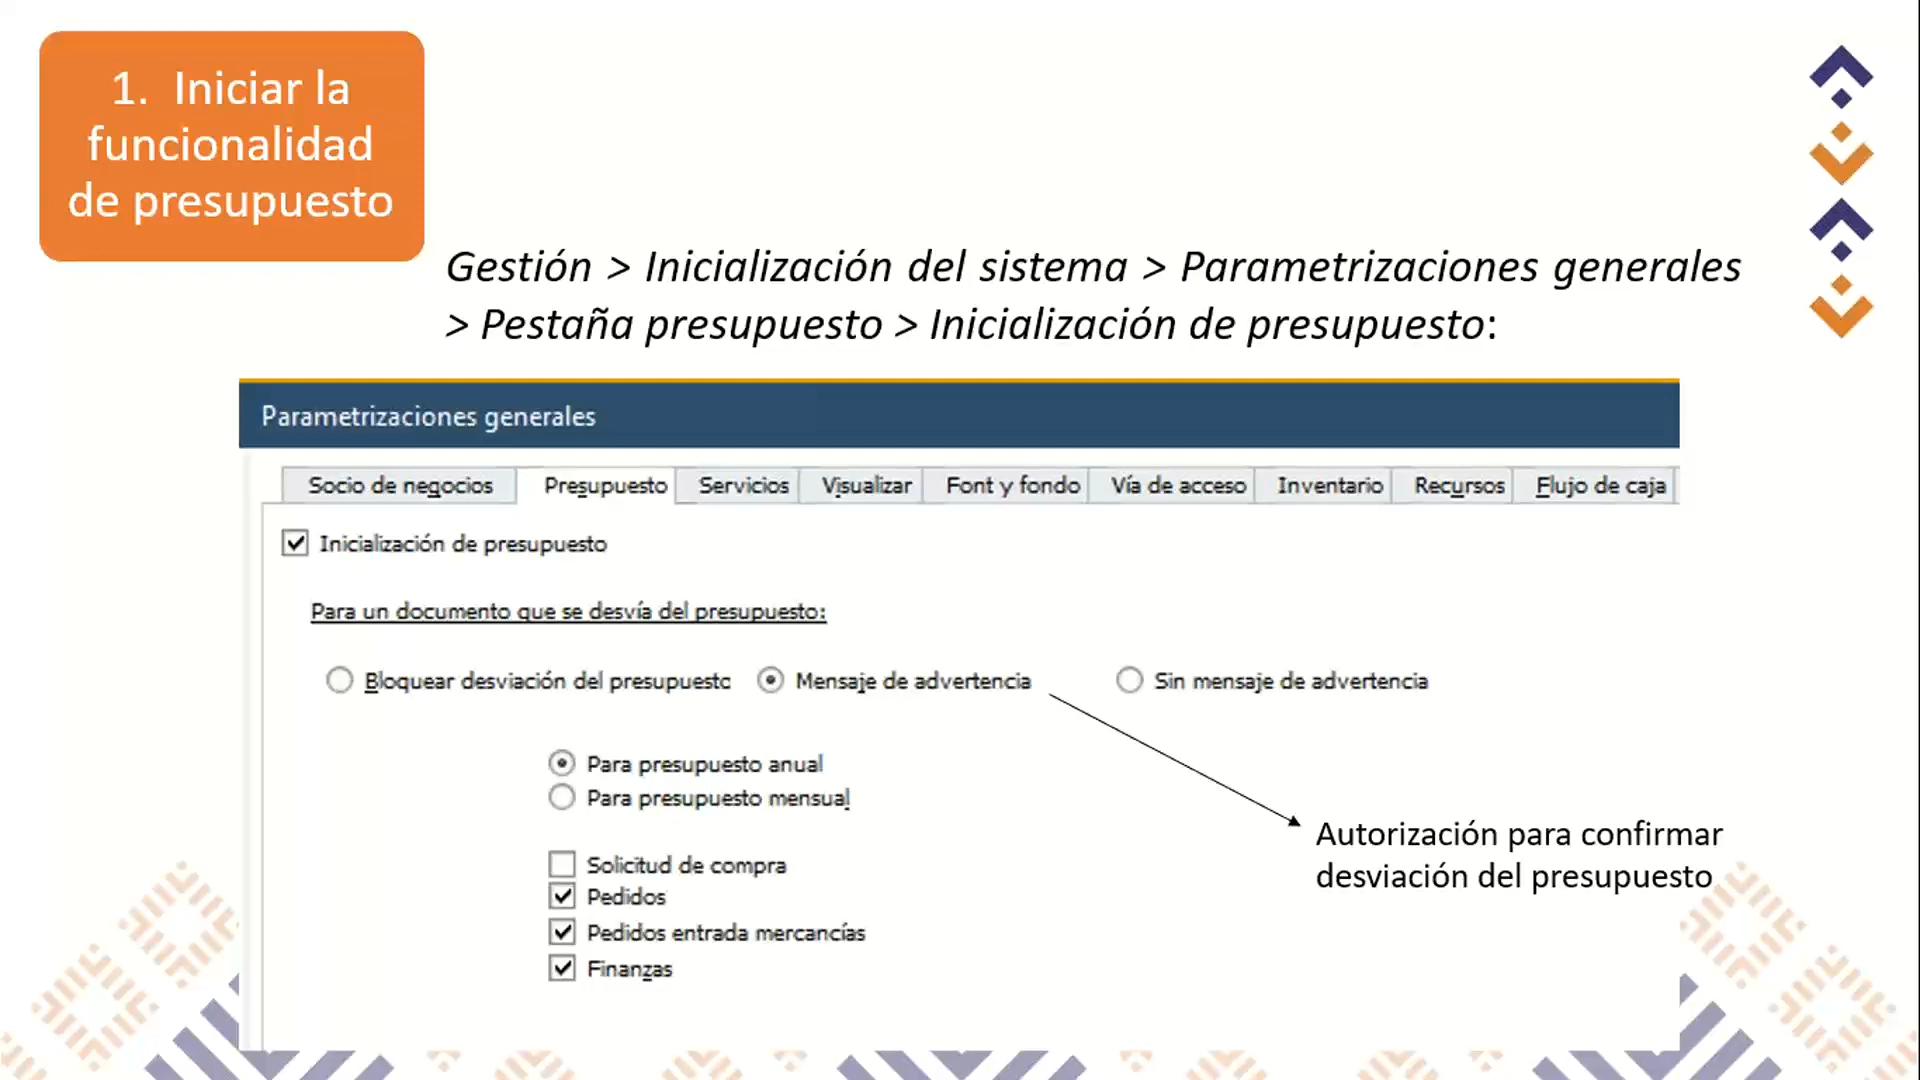 1. Iniciar la
funcionalidad
de presupuesto
Gestión > Inicialización del sistema > Parametrizaciones generales
> Pestaña presupuesto > Inicialización de presupuesto:
Parametrizaciones generales
Socio de negocios Presupuesto Servicios Visualizar Font y fondo Vía de acceso Inventario Recursos Flujo de caja
Inicialización de presupuesto
Para un documento que se desvía del presupuesto:
Bloquear desviación del presupuesto Mensaje de advertencia Sin mensaje de advertencia
Para presupuesto anual
Para presupuesto mensual
Autorización para confirmar
desviación del presupuesto
Solicitud de compra
Pedidos
Pedidos entrada mercancías
Finanzas